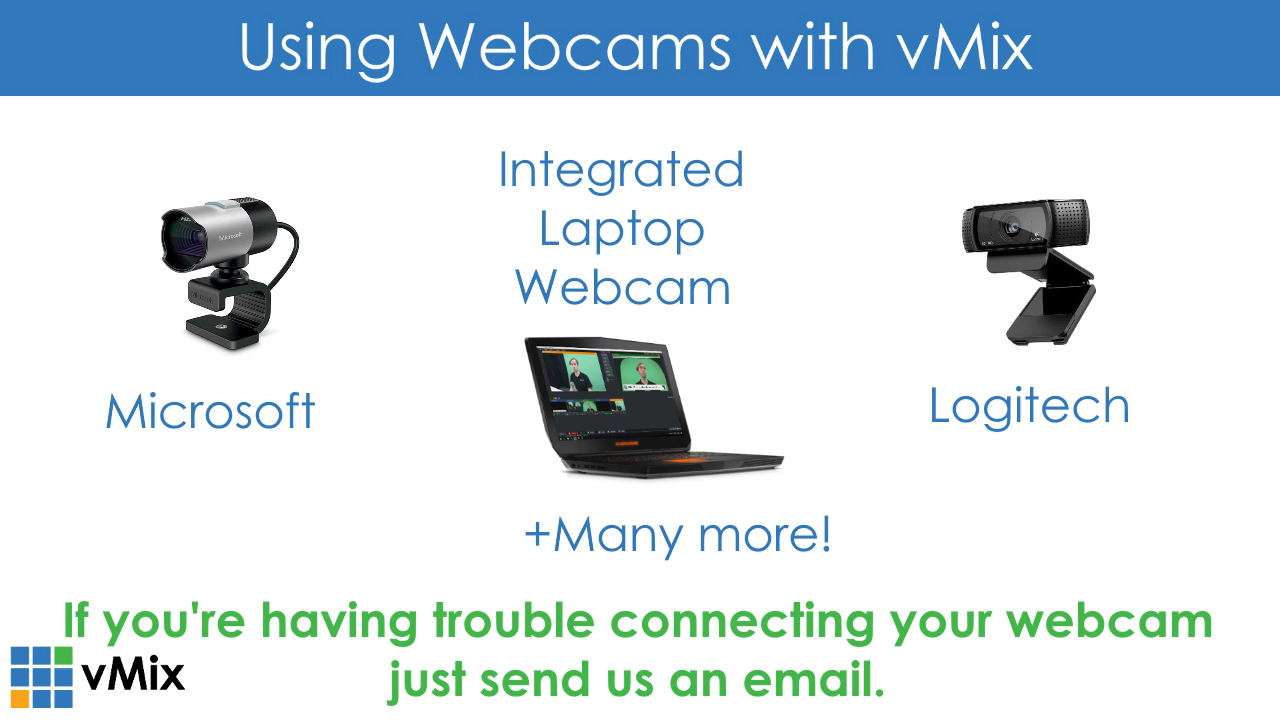 Using Webcams with vMix
Integrated
Laptop
Webcam
Microsoft
Microsoft
Logitech
+Many more!
If you're having trouble connecting your webcam
just send us an email.
vMix